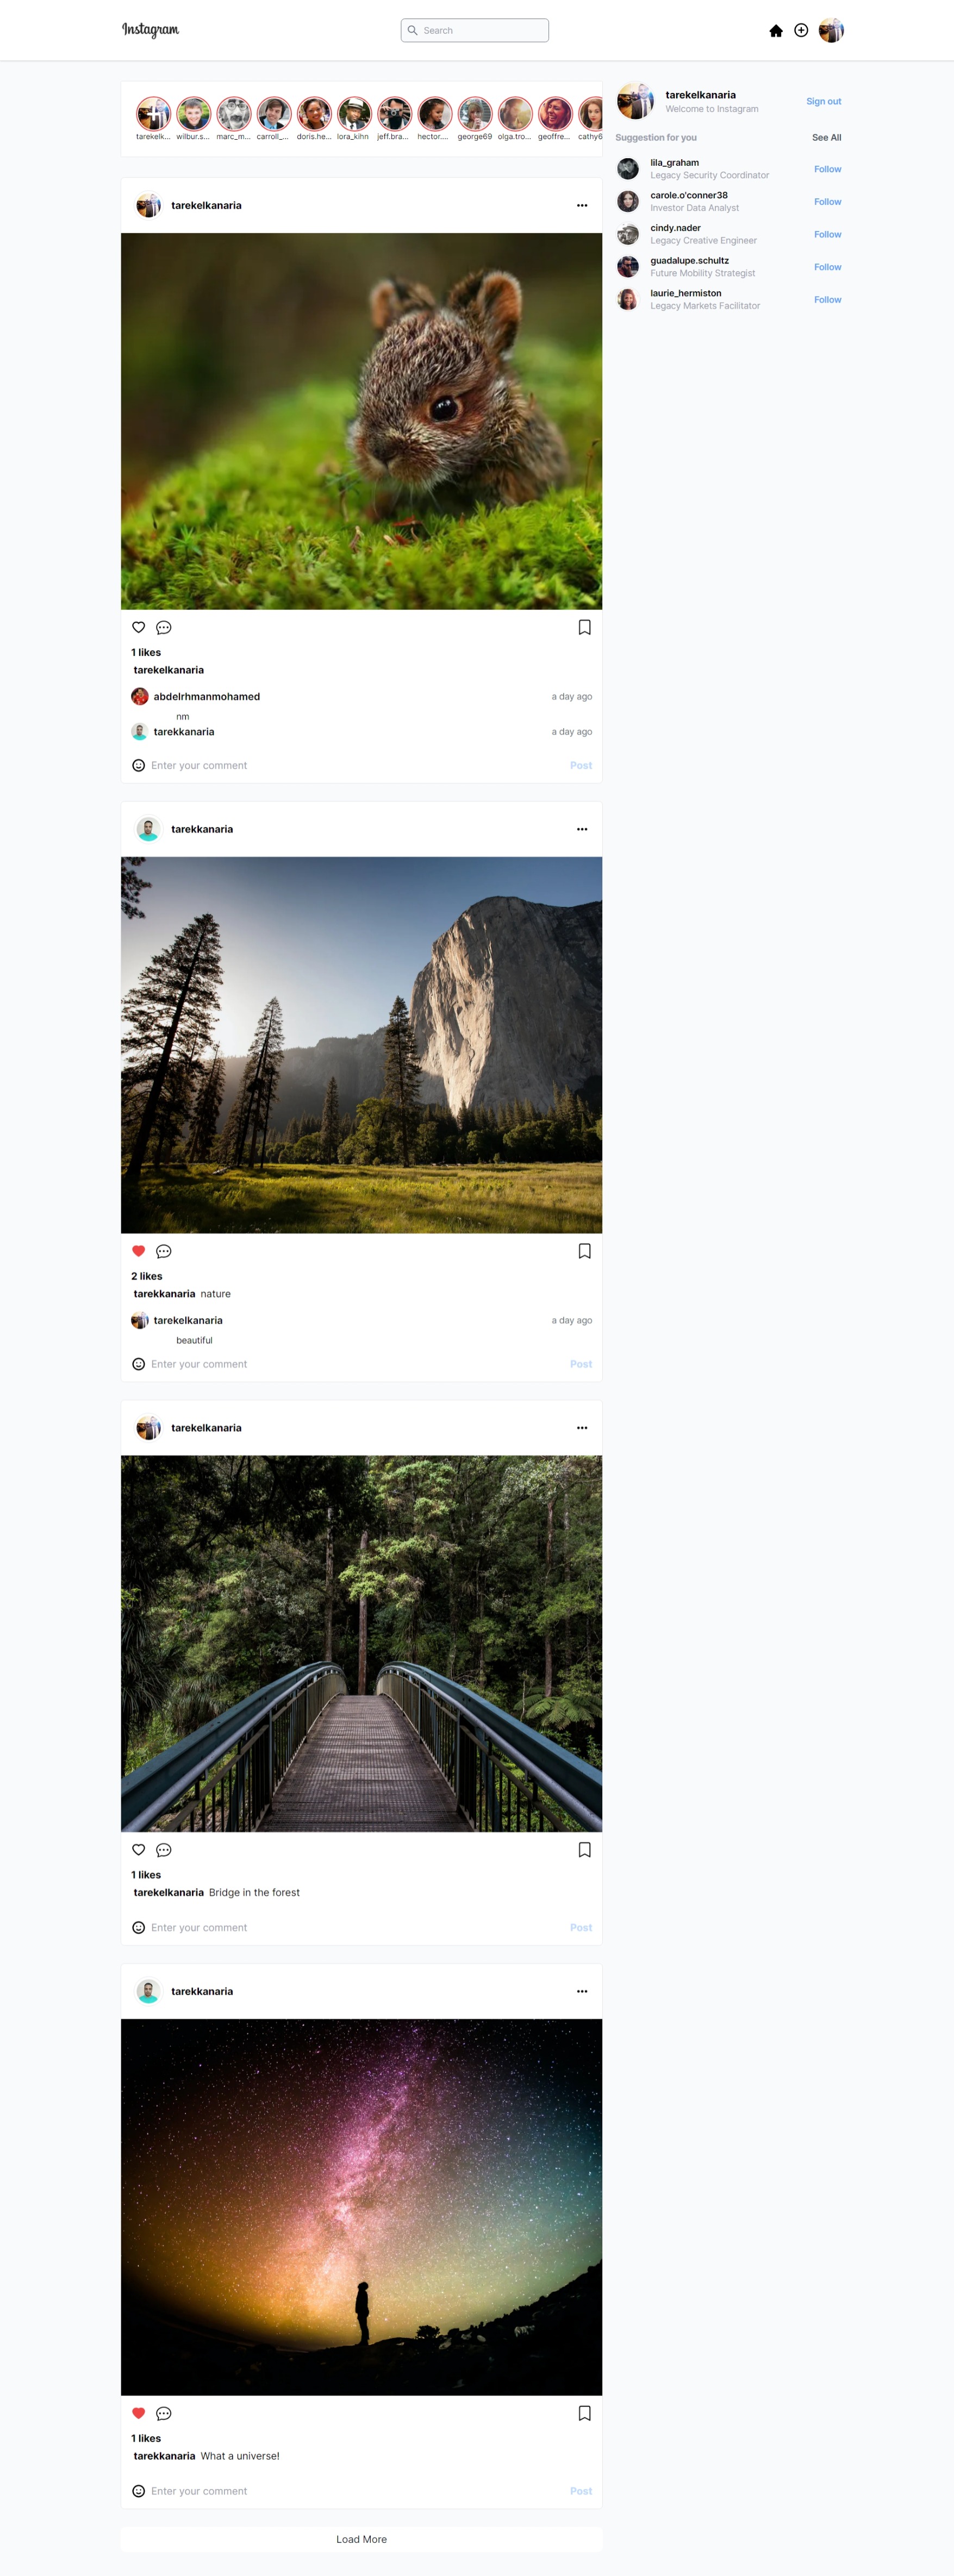 Instagram
Search
tarekelk... wilbur.s... marc_m... carroll_... doris.he... lora_kihn jeff.bra... hector.... george69 olga.tro... geoffre... cathy6
tarekelkanaria
Welcome to Instagram
Sign out
Suggestion for you See All
lila_graham
Legacy Security Coordinator
Follow
carole.o'conner38
Investor Data Analyst
Follow
cindy.nader
Legacy Creative Engineer
Follow
guadalupe.schultz
Future Mobility Strategist
Follow
laurie_hermiston
Legacy Markets Facilitator
Follow
tarekelkanaria
1 likes
tarekelkanaria
abdelrhmanmohamed a day ago
nm
tarekkanaria a day ago
Enter your comment Post
tarekkanaria
2 likes
tarekkanaria nature
tarekelkanaria a day ago
beautiful
Enter your comment Post
tarekelkanaria
1 likes
tarekelkanaria Bridge in the forest
Enter your comment Post
tarekkanaria
1 likes
tarekkanaria What a universe!
Enter your comment Post
Load More